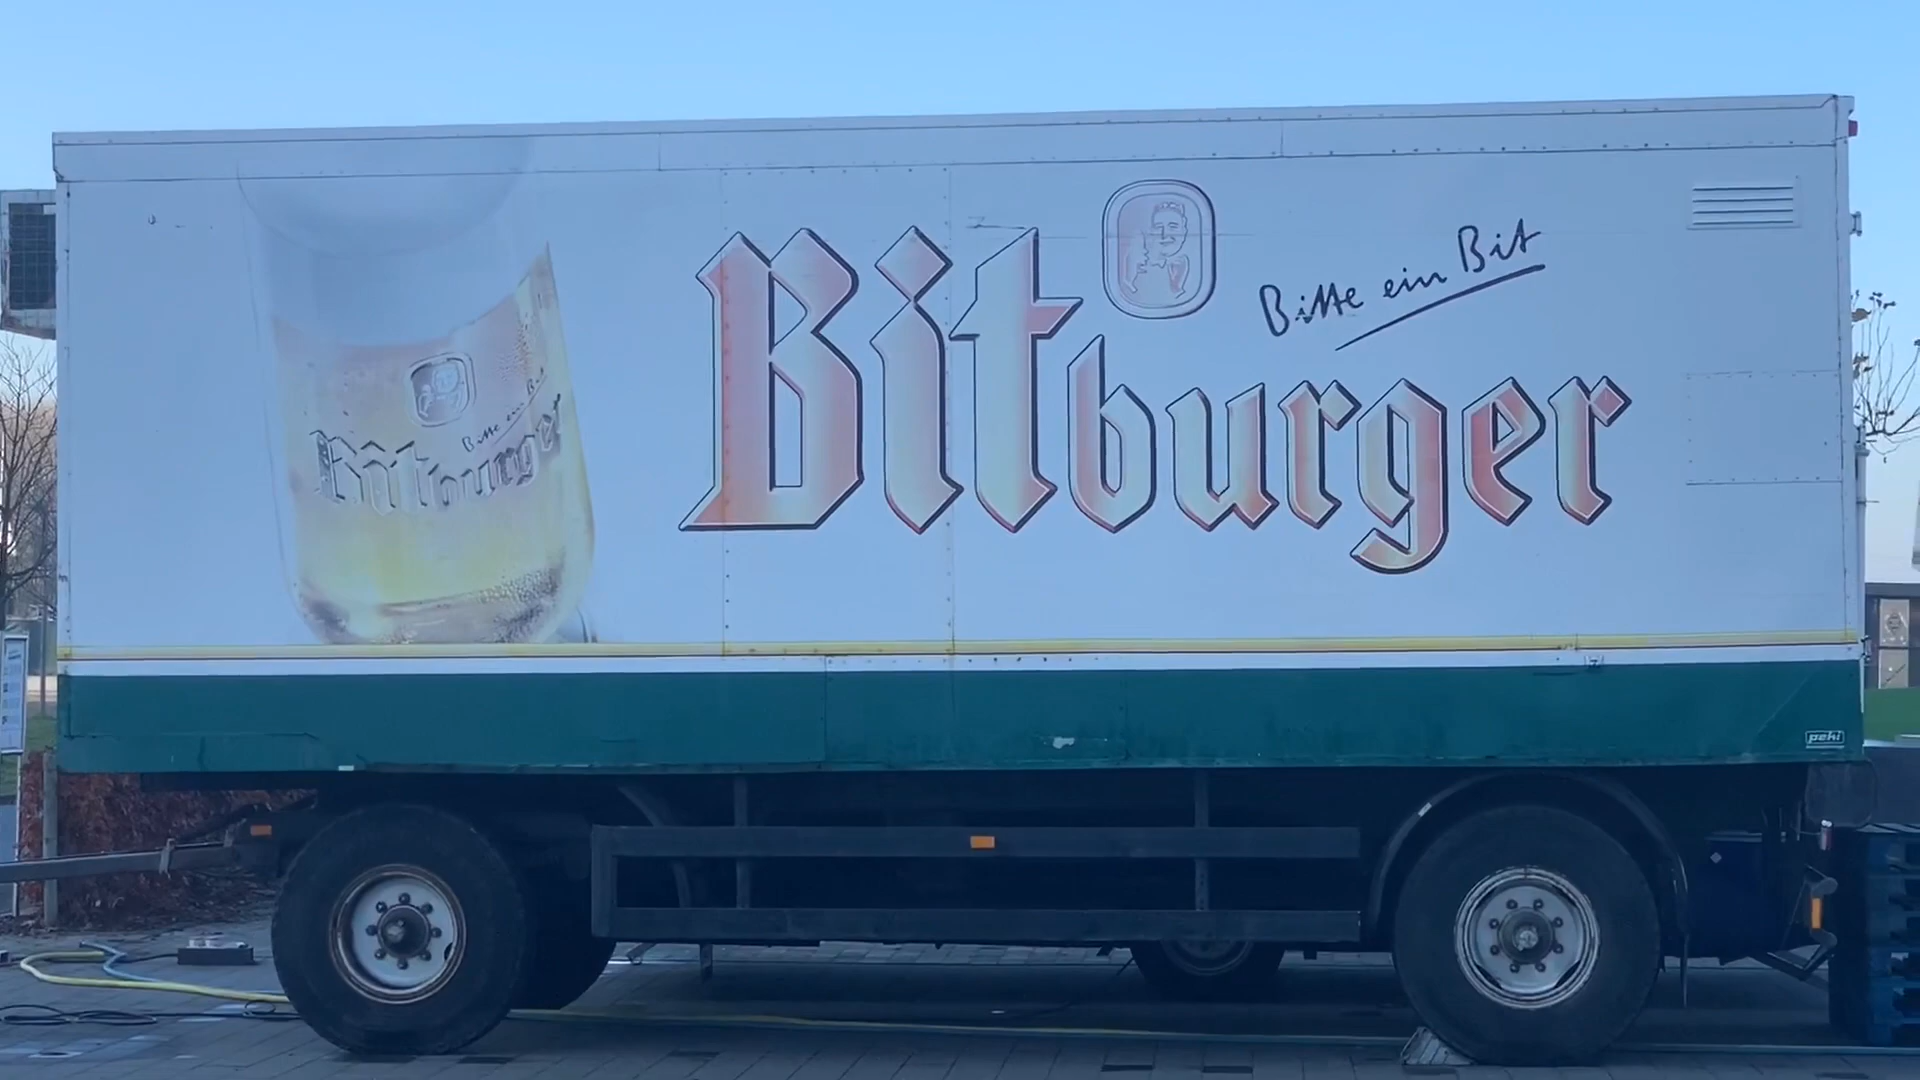 Bitburger
Bitte ein Bit
Bitte ein Bit
Bitburger
peki